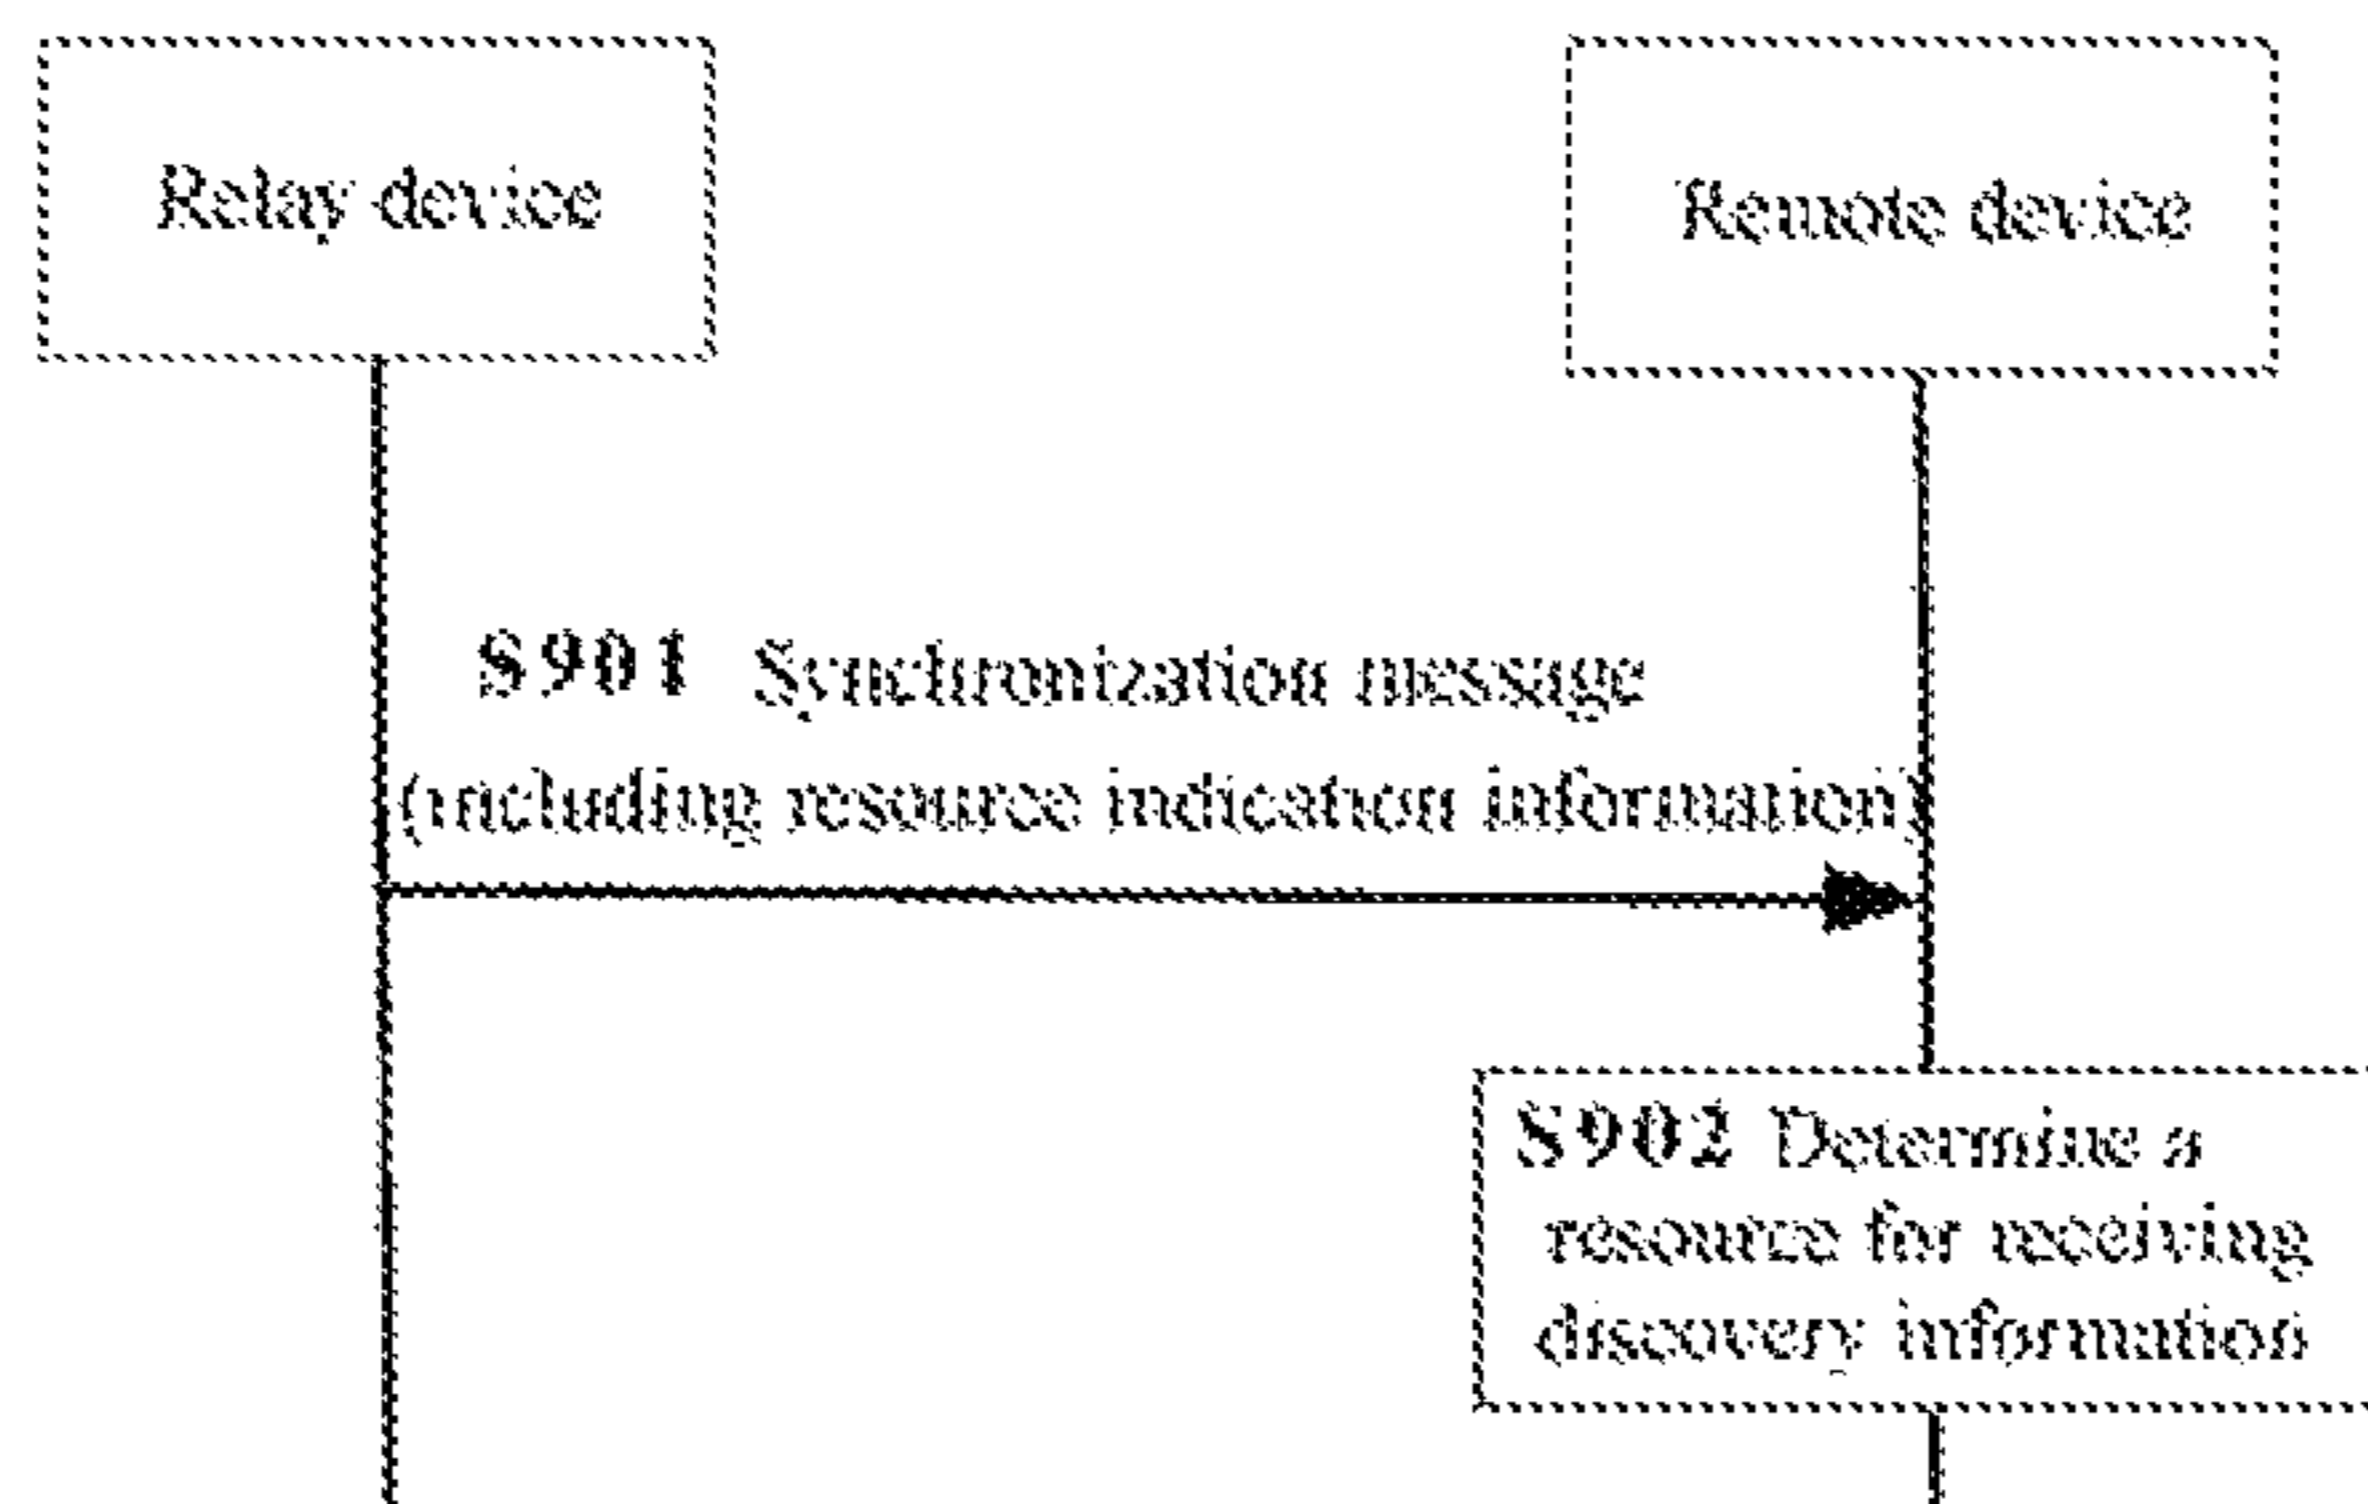 Relay device
Remote device
S901 Synchronization message
(including resource indication information)
S902 Determine a
resource for receiving
discovery information